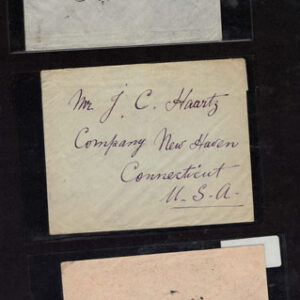 Mr. J. C. Haartz
Company New Haven
Connecticut
U. S. A.